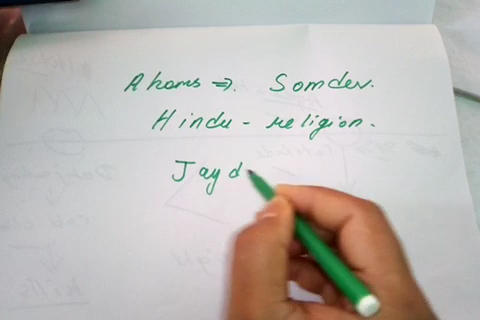 Ahoms ⇒ Somdev.
Hindu - religion.
Jayd